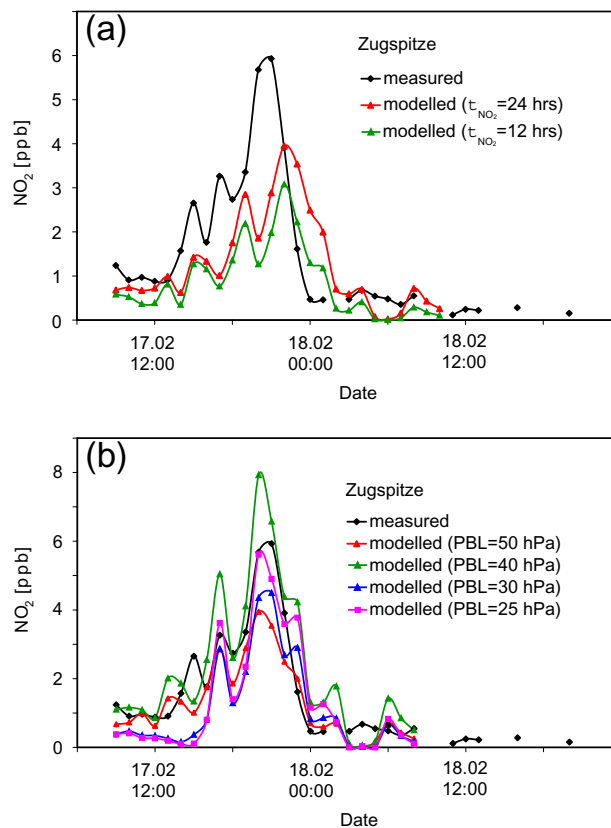 (a)
Zugspitze
measured
modelled (τNO₂=24 hrs)
modelled (τNO₂=12 hrs)
NO₂ [ppb]
6
5
4
3
2
1
0
17.02 18.02 18.02
12:00 00:00 12:00
Date
(b)
Zugspitze
measured
modelled (PBL=50 hPa)
modelled (PBL=40 hPa)
modelled (PBL=30 hPa)
modelled (PBL=25 hPa)
NO₂ [ppb]
8
6
4
2
0
17.02 18.02 18.02
12:00 00:00 12:00
Date